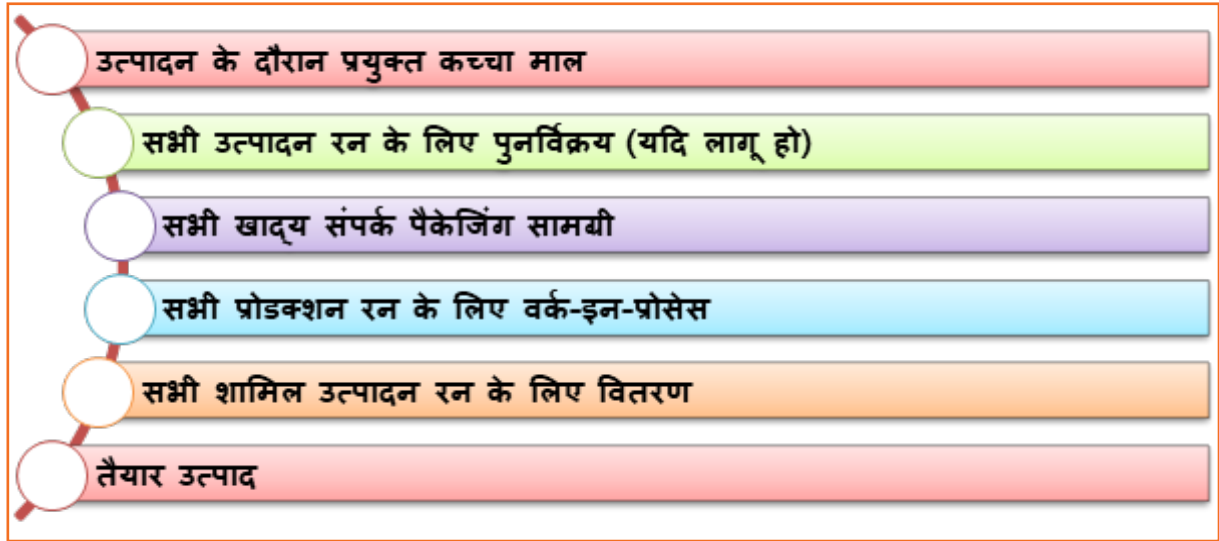 उत्पादन के दौरान प्रयुक्त कच्चा माल
सभी उत्पादन रन के लिए पुनर्विक्रय (यदि लागू हो)
सभी खाद्य संपर्क पैकेजिंग सामग्री
सभी प्रोडक्शन रन के लिए वर्क-इन-प्रोसेस
सभी शामिल उत्पादन रन के लिए वितरण
तैयार उत्पाद